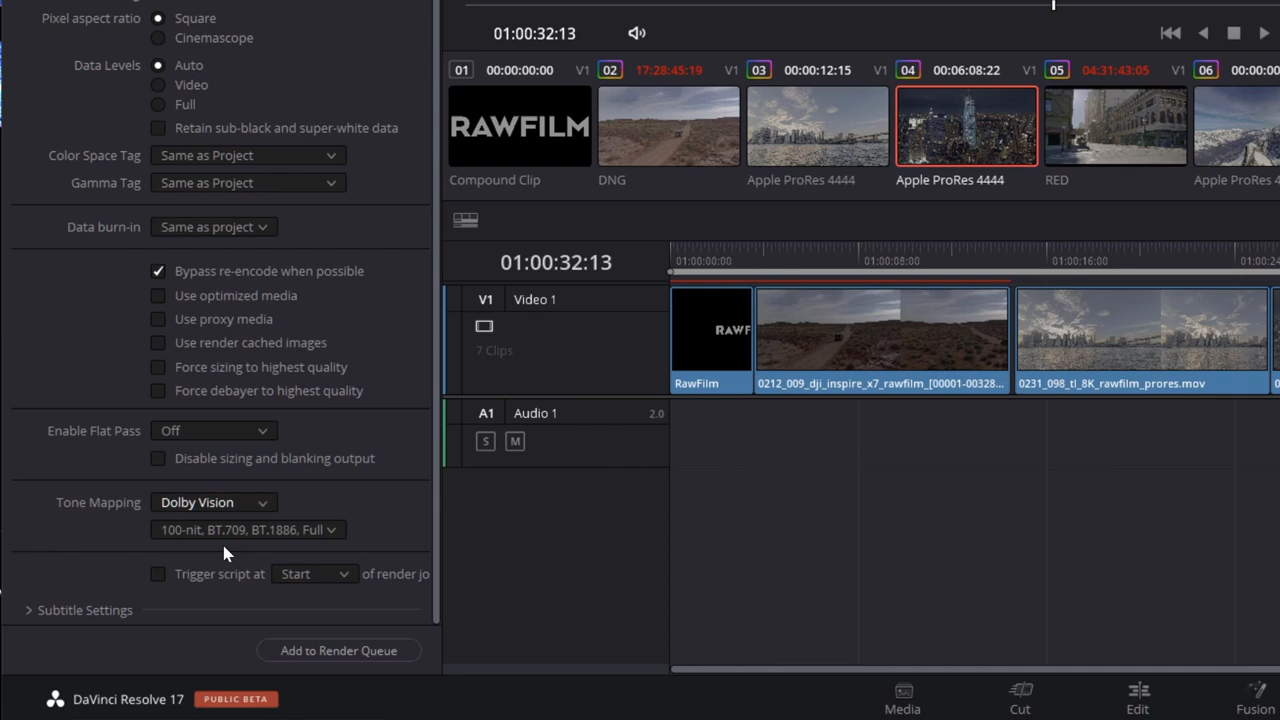 Pixel aspect ratio Square
Cinemascope
Data Levels Auto
Video
Full
Retain sub-black and super-white data
Color Space Tag Same as Project
Gamma Tag Same as Project
Data burn-in Same as project
Bypass re-encode when possible
Use optimized media
Use proxy media
Use render cached images
Force sizing to highest quality
Force debayer to highest quality
Enable Flat Pass Off
Disable sizing and blanking output
Tone Mapping Dolby Vision
100-nit, BT.709, BT.1886, Full
Trigger script at Start of render jo
Subtitle Settings
Add to Render Queue
DaVinci Resolve 17 PUBLIC BETA
01:00:32:13
01 00:00:00:00 V1 02 17:28:45:19 V1 03 00:00:12:15 V1 04 00:06:08:22 V1 05 04:31:43:05 V1 06 00:00:00
RAWFILM
Compound Clip DNG Apple ProRes 4444 Apple ProRes 4444 RED Apple ProRes 4
01:00:32:13 01:00:00:00 01:00:08:00 01:00:16:00 01:00:24
V1 Video 1
7 Clips
RAWF
RawFilm 0212_009_dji_inspire_x7_rawfilm_[00001-00328... 0231_098_tl_8K_rawfilm_prores.mov
A1 Audio 1 2.0
S M
Media Cut Edit Fusion